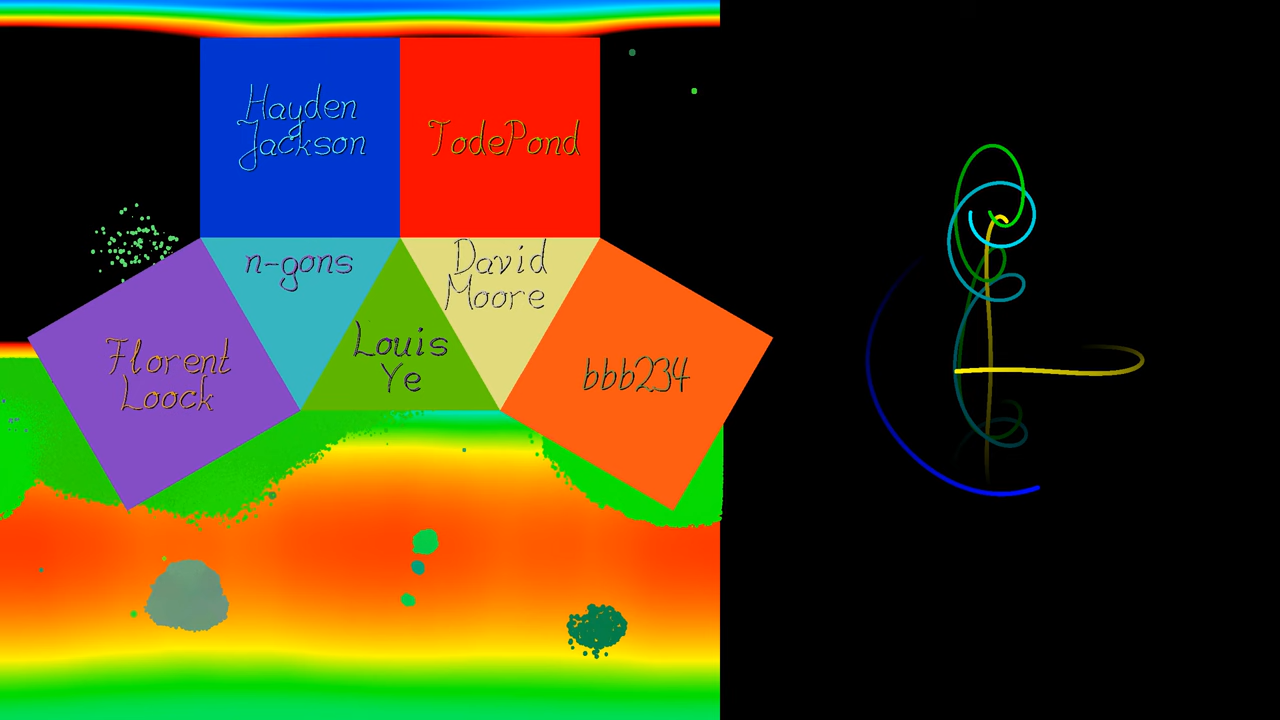 Hayden
Jackson
TodePond
n-gons
David
Moore
Louis
Ye
Florent
Loock
bbb234